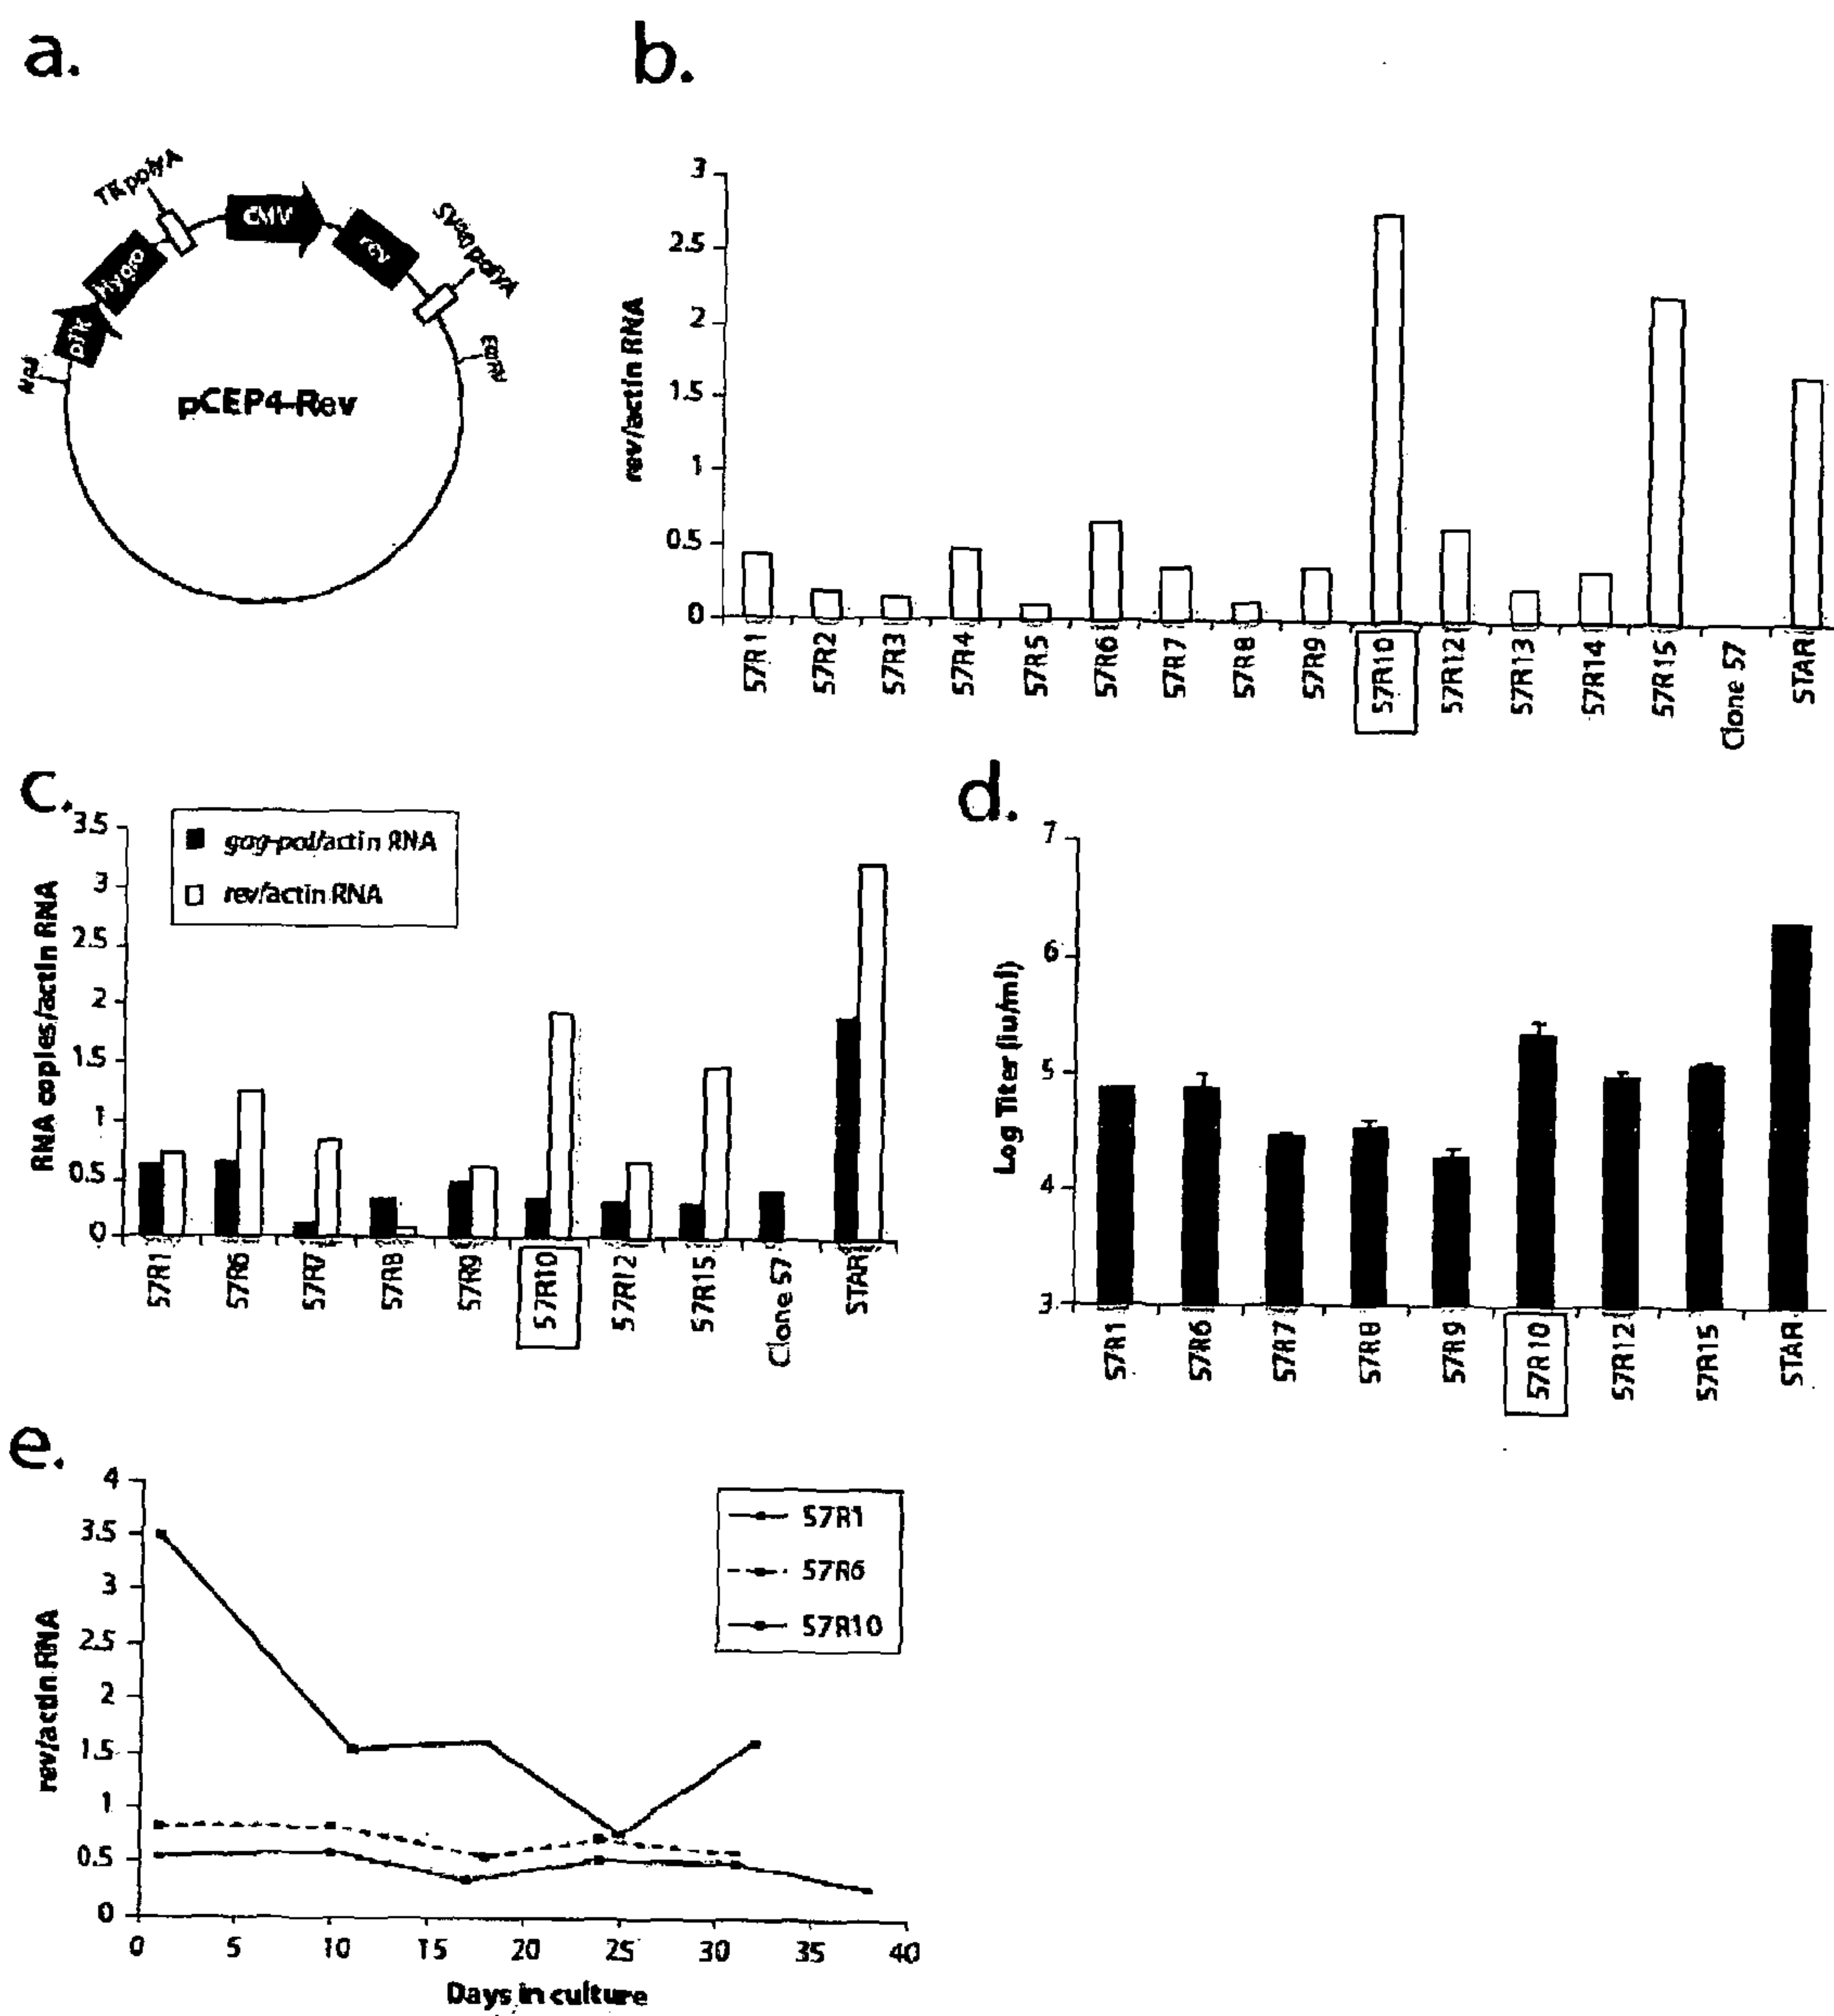 a.
TK polyA
CMV
rev
SV40 polyA
Hygro
pTK
pCEP4-Rev
b.
rev/actin RNA
3
2.5
2
1.5
1
0.5
0
57R1
57R2
57R3
57R4
57R5
57R6
57R7
57R8
57R9
57R10
57R12
57R13
57R14
57R15
Clone 57
STAR
c.
RNA copies/actin RNA
3.5
3
2.5
2
1.5
1
0.5
0
gag-pol/actin RNA
rev/actin RNA
57R1
57R6
57R7
57R8
57R9
57R10
57R12
57R15
Clone 57
STAR
d.
Log Titer (iu/ml)
7
6
5
4
3
57R1
57R6
57R7
57R8
57R9
57R10
57R12
57R15
STAR
e.
rev/actin RNA
4
3.5
3
2.5
2
1.5
1
0.5
0
57R1
57R6
57R10
0 5 10 15 20 25 30 35 40
Days in culture